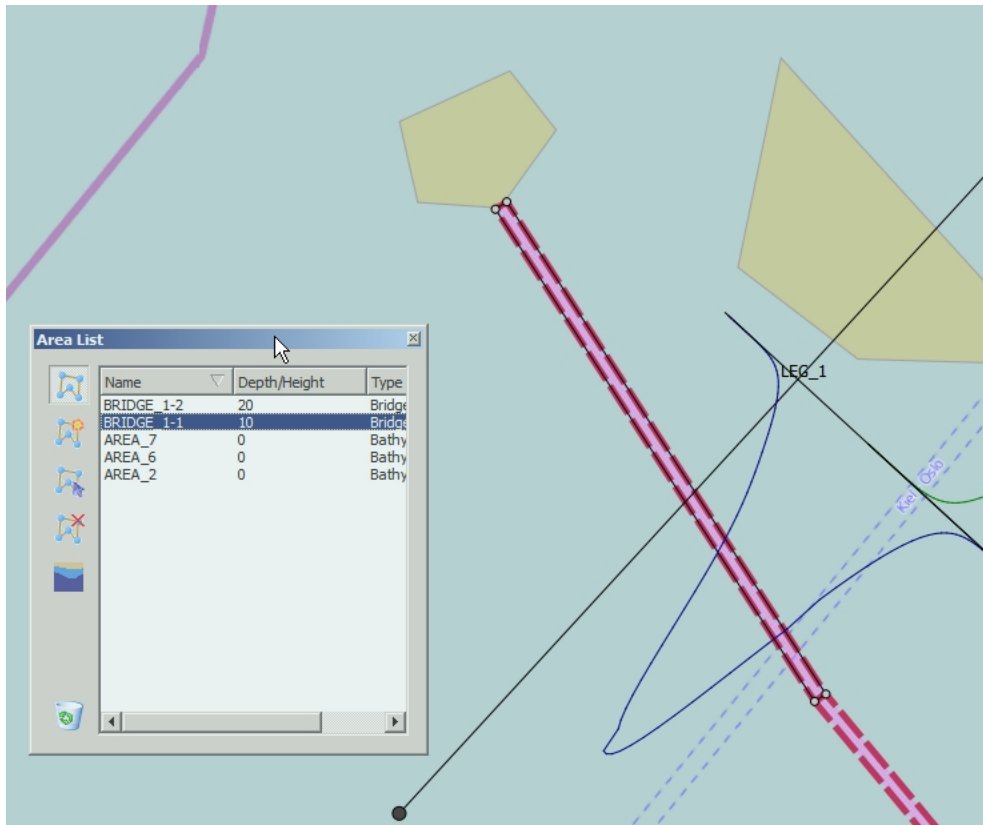 Area List
Name Depth/Height Type
BRIDGE_1-2 20 Bridge
BRIDGE_1-1 10 Bridge
AREA_7 0 Bathy
AREA_6 0 Bathy
AREA_2 0 Bathy
LEG_1
Kiel Oslo